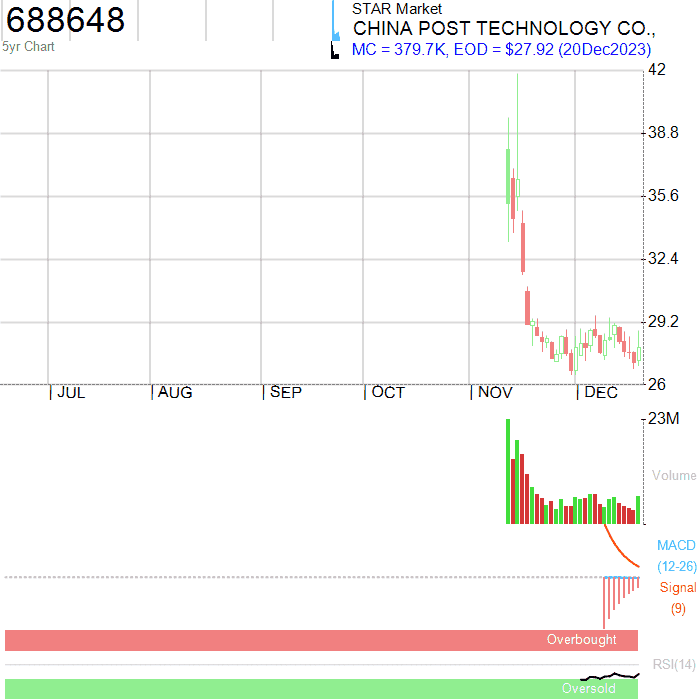 688648
5yr Chart
STAR Market
CHINA POST TECHNOLOGY CO.,
MC = 379.7K, EOD = $27.92 (20Dec2023)
42
38.8
35.6
32.4
29.2
26
JUL AUG SEP OCT NOV DEC
23M
Volume
MACD
(12-26)
Signal
(9)
Overbought
RSI(14)
Oversold